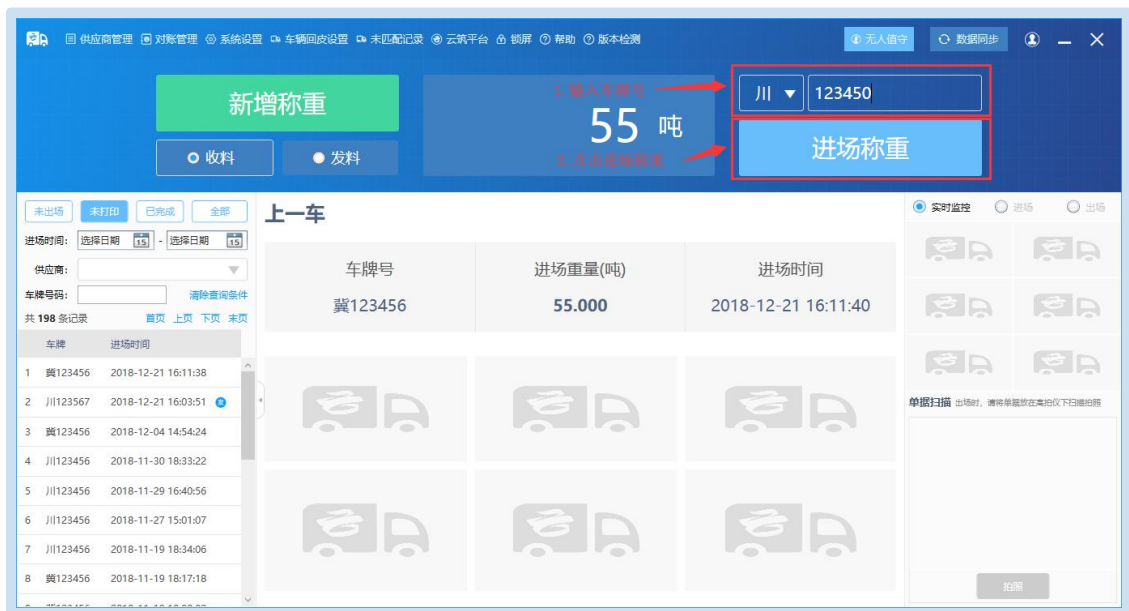 供应商管理 对账管理 系统设置 车辆回皮设置 未匹配记录 云筑平台 锁屏 帮助 版本检测 无人值守 数据同步
新增称重
收料 发料
1.输入车牌号
55 吨
2.点击进场称重
川 123450
进场称重
未出场 未打印 已完成 全部
进场时间: 选择日期 15 - 选择日期 15
供应商:
车牌号码: 清除查询条件
共 198 条记录 首页 上页 下页 末页
车牌 进场时间
1 冀123456 2018-12-21 16:11:38
2 川123567 2018-12-21 16:03:51 发
3 冀123456 2018-12-04 14:54:24
4 川123456 2018-11-30 18:33:22
5 川123456 2018-11-29 16:40:56
6 川123456 2018-11-27 15:01:07
7 川123456 2018-11-19 18:34:06
8 冀123456 2018-11-19 18:17:18
上一车
车牌号 进场重量(吨) 进场时间
冀123456 55.000 2018-12-21 16:11:40
实时监控 进场 出场
单据扫描 出场时, 请将单据放在高拍仪下扫描拍照
拍照